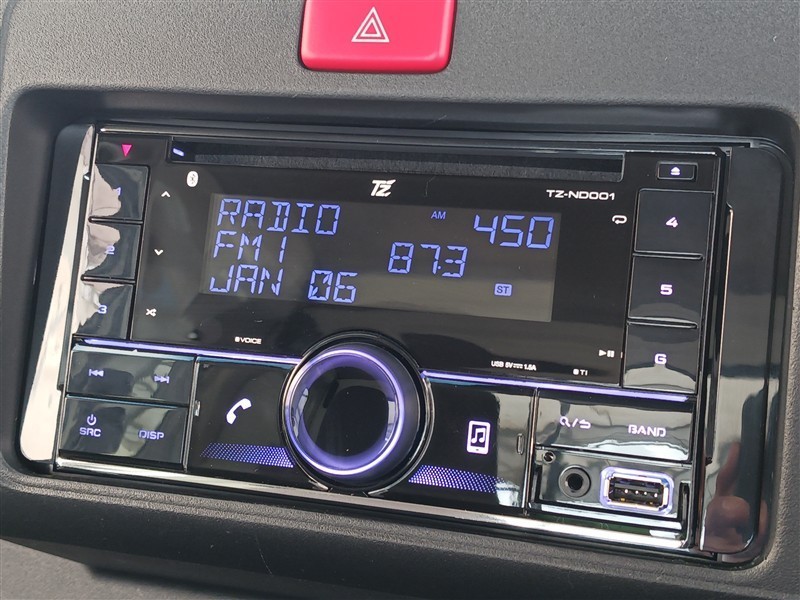 TZ
TZ-ND001
1
RADIO
AM 450
4
2
FM1
87.3
JAN 06
ST
5
3
VOICE
USB 5V 1.5A
TI
6
SRC
DISP
BAND